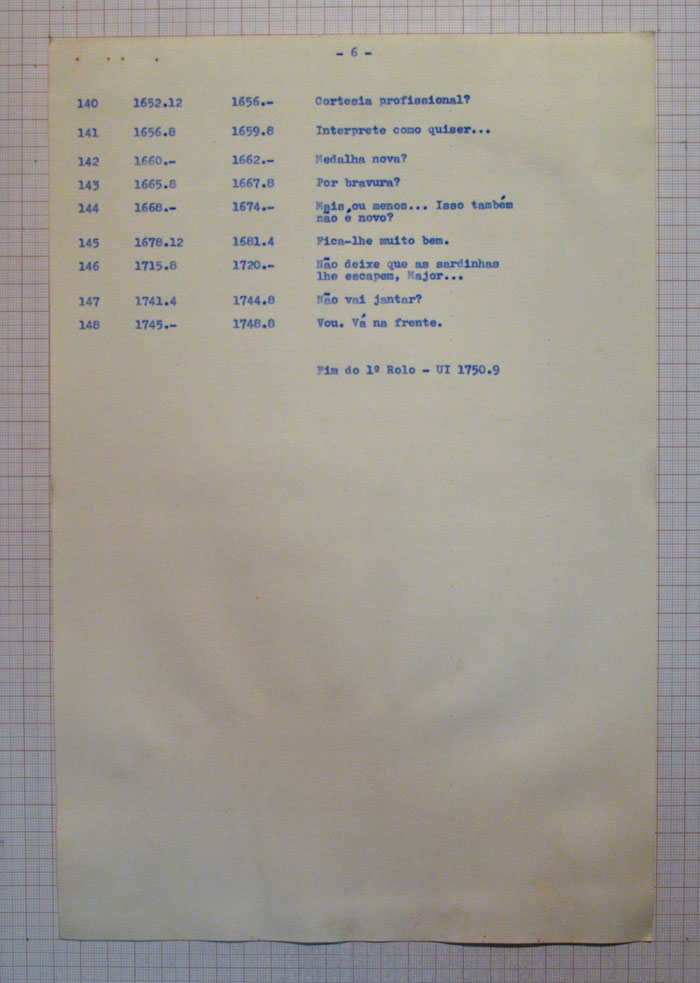 - 6 -
140 1652.12 1656.- Cortesia profissional?
141 1656.8 1659.8 Interprete como quiser...
142 1660.- 1662.- Medalha nova?
143 1665.8 1667.8 Por bravura?
144 1668.- 1674.- Mais ou menos... Isso também
não é novo?
145 1678.12 1681.4 Fica-lhe muito bem.
146 1715.8 1720.- Não deixe que as sardinhas
lhe escapem, Major...
147 1741.4 1744.8 Não vai jantar?
148 1745.- 1748.8 Vou. Vá na frente.
Fim do 1º Rolo - UI 1750.9